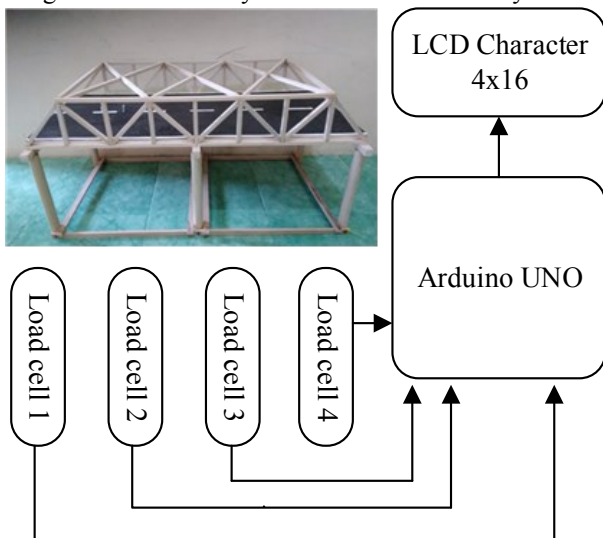 LCD Character
4x16
Arduino UNO
Load cell 1
Load cell 2
Load cell 3
Load cell 4